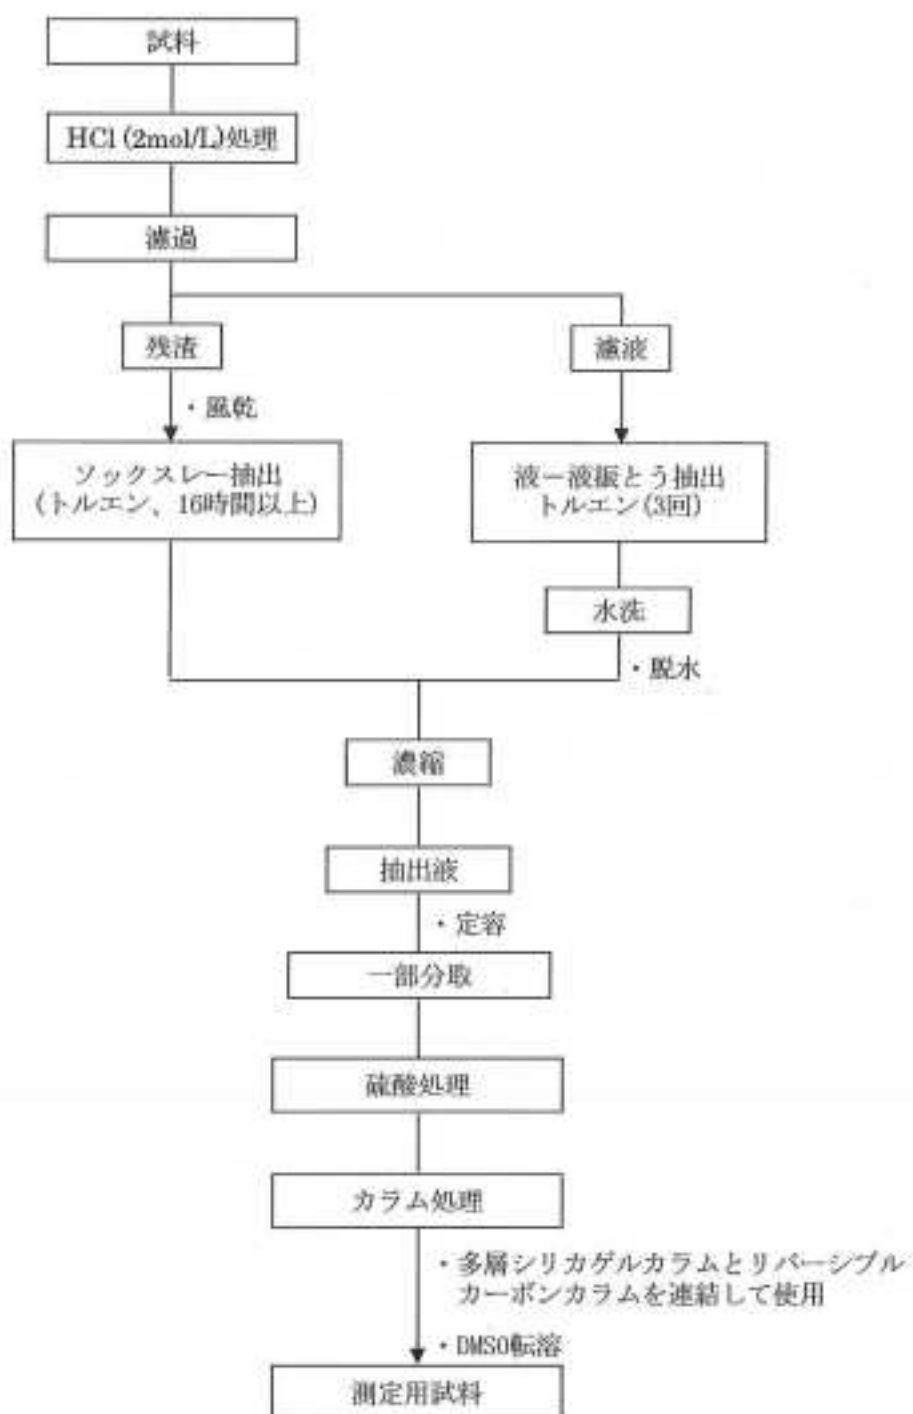 試料
HCl (2mol/L)処理
濾過
残渣
濾液
・風乾
ソックスレー抽出
(トルエン、16時間以上)
液－液振とう抽出
トルエン(3回)
水洗
・脱水
濃縮
抽出液
・定容
一部分取
硫酸処理
カラム処理
・多層シリカゲルカラムとリバーシブル
カーボンカラムを連結して使用
・DMSO転溶
測定用試料